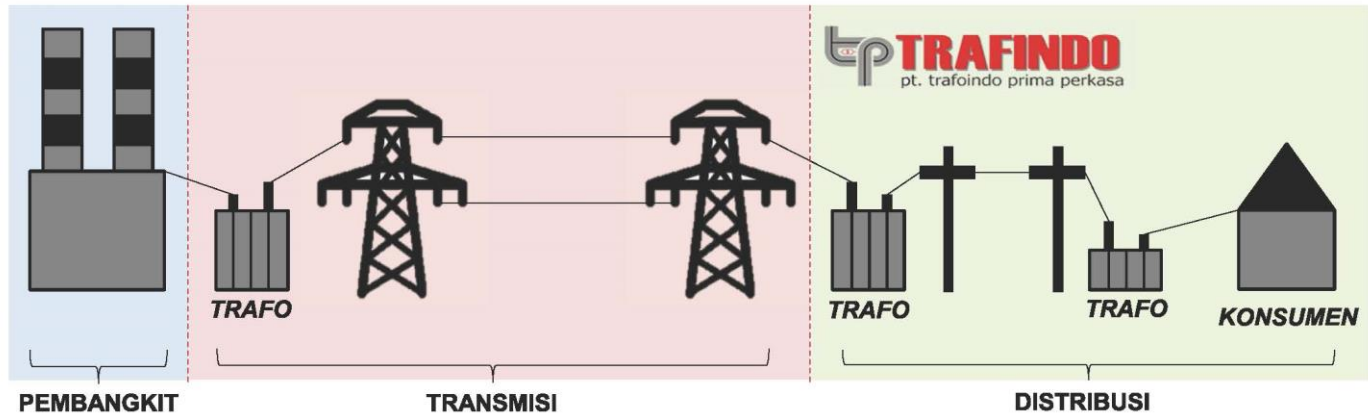 TRAFINDO
pt. trafoindo prima perkasa
TRAFO
TRAFO
TRAFO
KONSUMEN
PEMBANGKIT
TRANSMISI
DISTRIBUSI